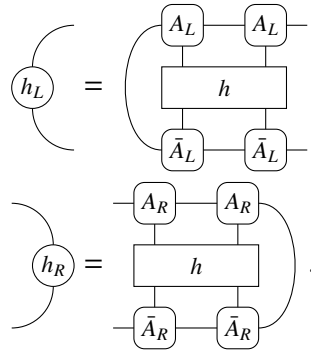 A_L A_L
h_L = h
Ā_L Ā_L
A_R A_R
h_R = h .
Ā_R Ā_R